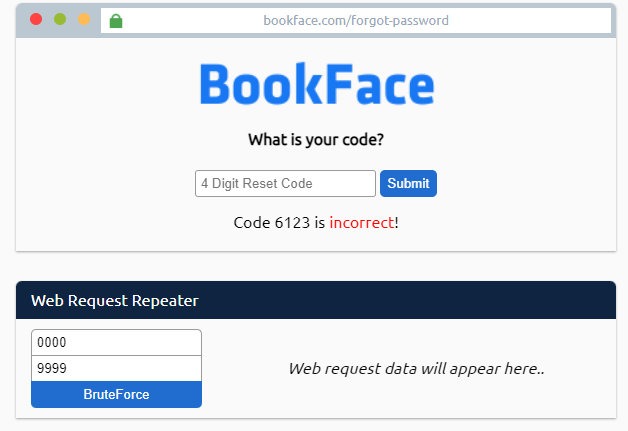 bookface.com/forgot-password
BookFace
What is your code?
4 Digit Reset Code Submit
Code 6123 is incorrect!
Web Request Repeater
0000
9999
BruteForce
Web request data will appear here..